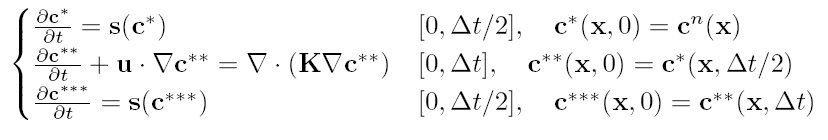 ∂c*/∂t = s(c*) [0, Δt/2], c*(x, 0) = cⁿ(x)
∂c**/∂t + u · ∇c** = ∇ · (K∇c**) [0, Δt], c**(x, 0) = c*(x, Δt/2)
∂c***/∂t = s(c***) [0, Δt/2], c***(x, 0) = c**(x, Δt)